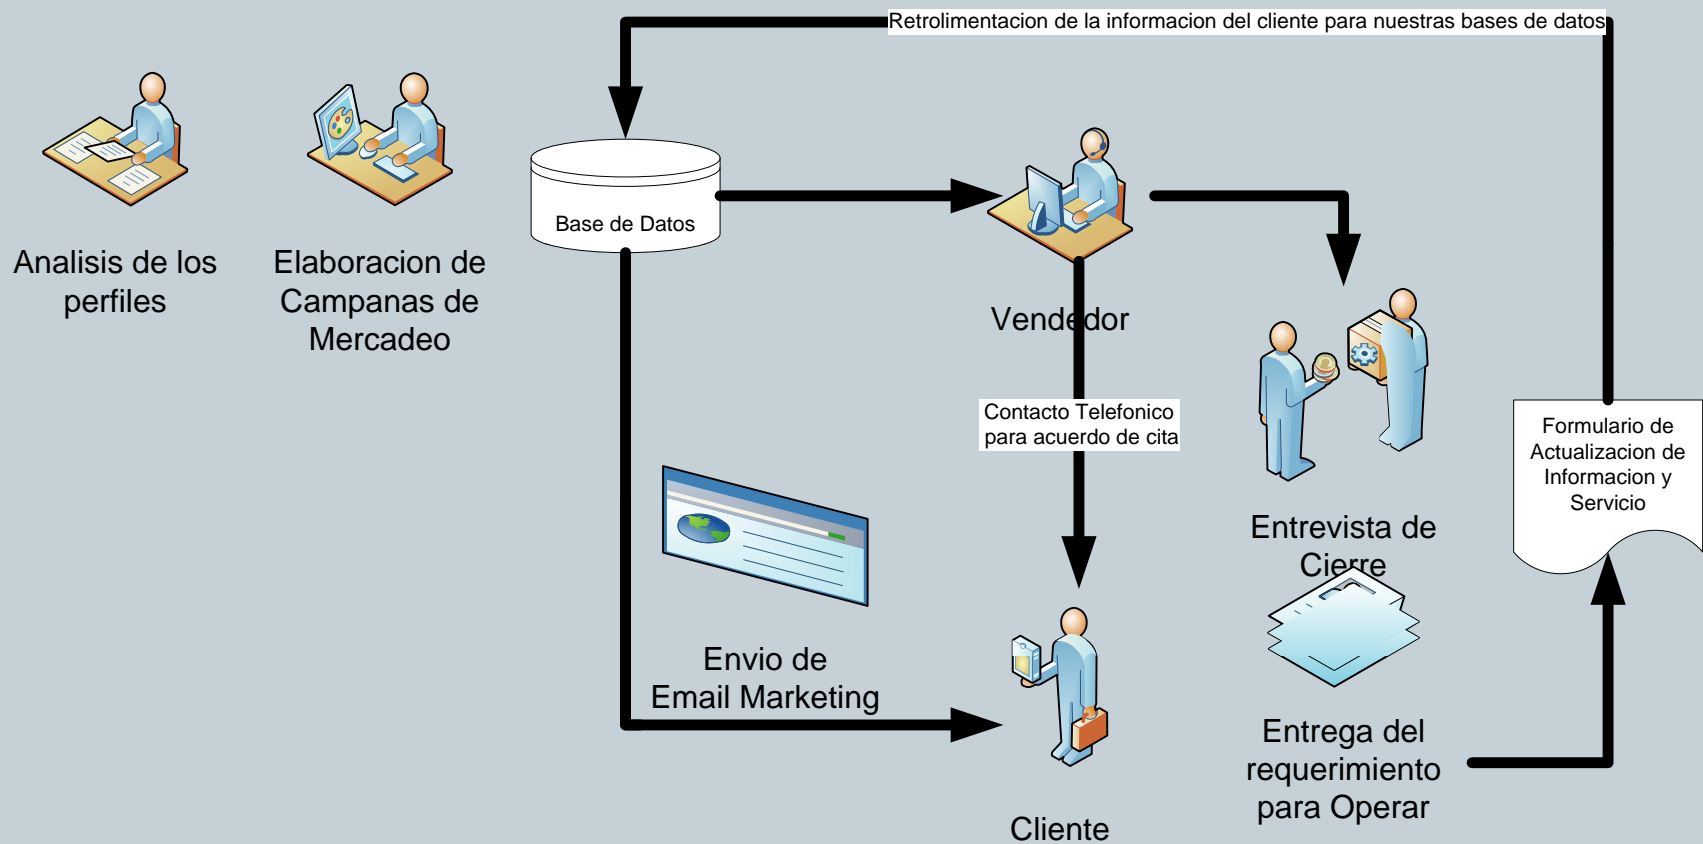 Retrolimentacion de la informacion del cliente para nuestras bases de datos
Analisis de los
perfiles
Elaboracion de
Campanas de
Mercadeo
Base de Datos
Vendedor
Contacto Telefonico
para acuerdo de cita
Envio de
Email Marketing
Cliente
Entrevista de
Cierre
Entrega del
requerimiento
para Operar
Formulario de
Actualizacion de
Informacion y
Servicio